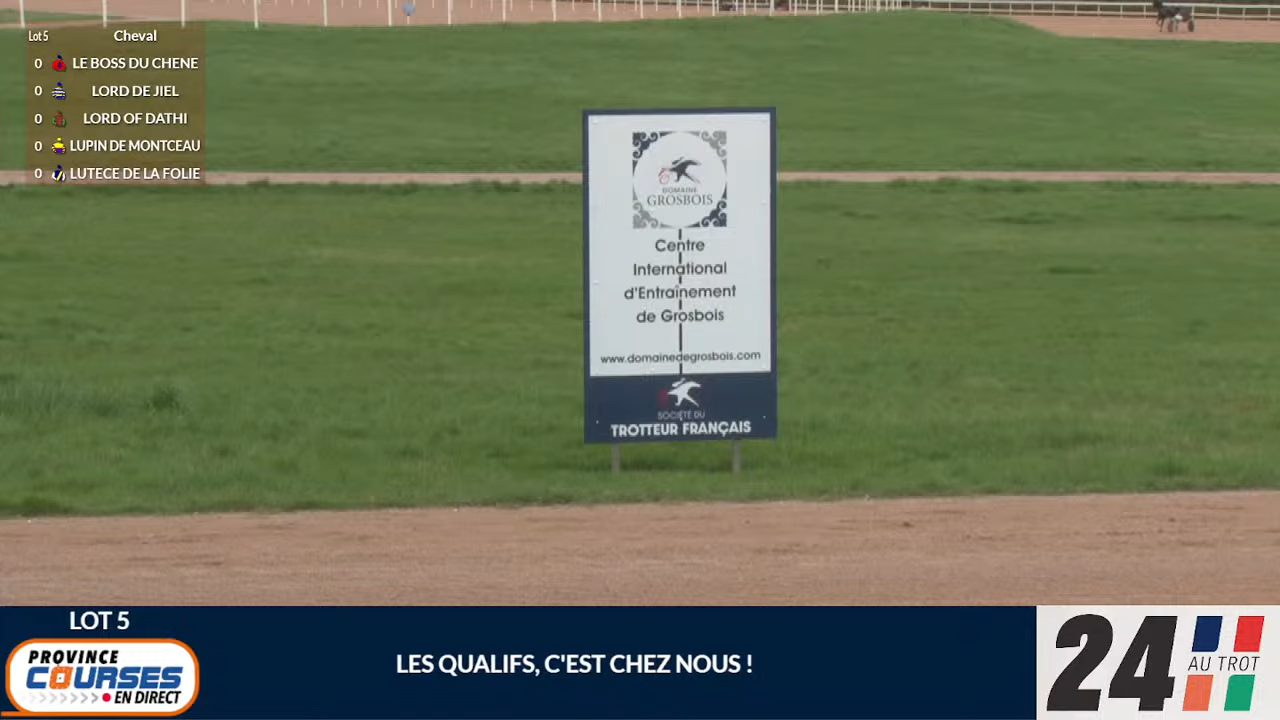 Lot 5 Cheval
0 LE BOSS DU CHENE
0 LORD DE JIEL
0 LORD OF DATHI
0 LUPIN DE MONTCEAU
0 LUTECE DE LA FOLIE
DOMAINE
GROSBOIS
Centre
International
d'Entraînement
de Grosbois
www.domainedegrosbois.com
SOCIÉTÉ DU
TROTTEUR FRANÇAIS
LOT 5
PROVINCE
COURSES
EN DIRECT
LES QUALIFS, C'EST CHEZ NOUS !
24
AU TROT